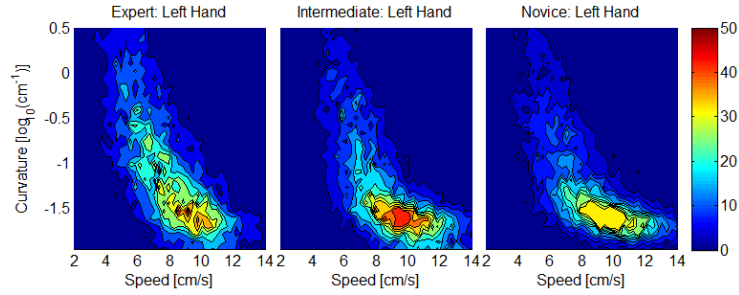 Expert: Left Hand
Intermediate: Left Hand
Novice: Left Hand
Curvature [log10(cm-1)]
0.5
0
-0.5
-1
-1.5
2 4 6 8 10 12 14
2 4 6 8 10 12 14
2 4 6 8 10 12 14
Speed [cm/s]
Speed [cm/s]
Speed [cm/s]
50
40
30
20
10
0